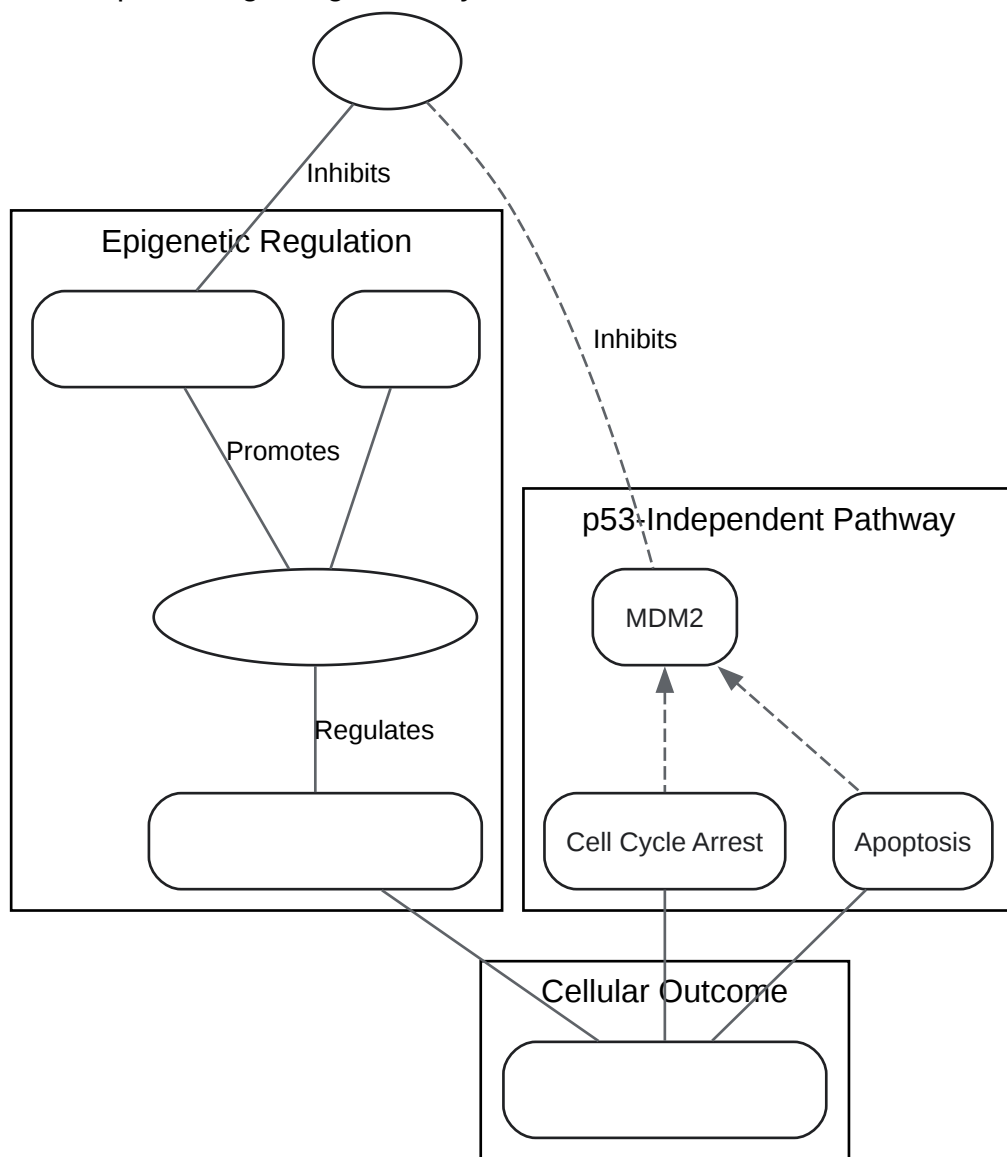 Inhibits
Epigenetic Regulation
Inhibits
Promotes
p53-Independent Pathway
MDM2
Regulates
Cell Cycle Arrest
Apoptosis
Cellular Outcome